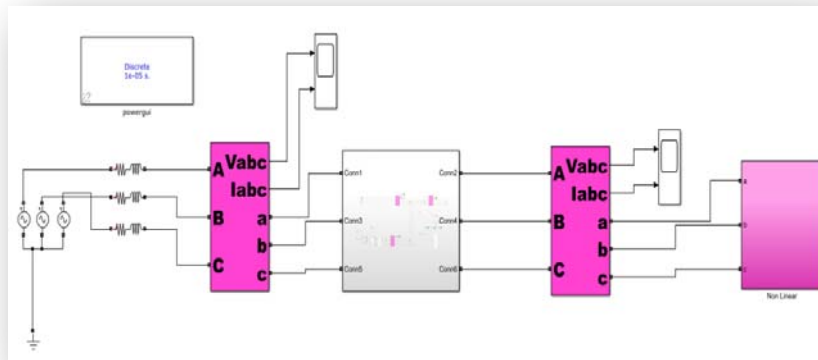 Discrete
1e-05 s.
powergui
A
Vabc
Iabc
B
a
b
C
c
Conn1
Conn2
Conn3
Conn4
Conn5
Conn6
A
Vabc
Iabc
B
a
b
C
c
a
b
c
Non Linear